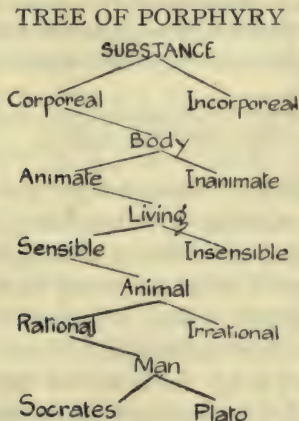 TREE OF PORPHYRY
SUBSTANCE
Corporeal Incorporeal
Body
Animate Inanimate
Living
Sensible Insensible
Animal
Rational Irrational
Man
Socrates Plato